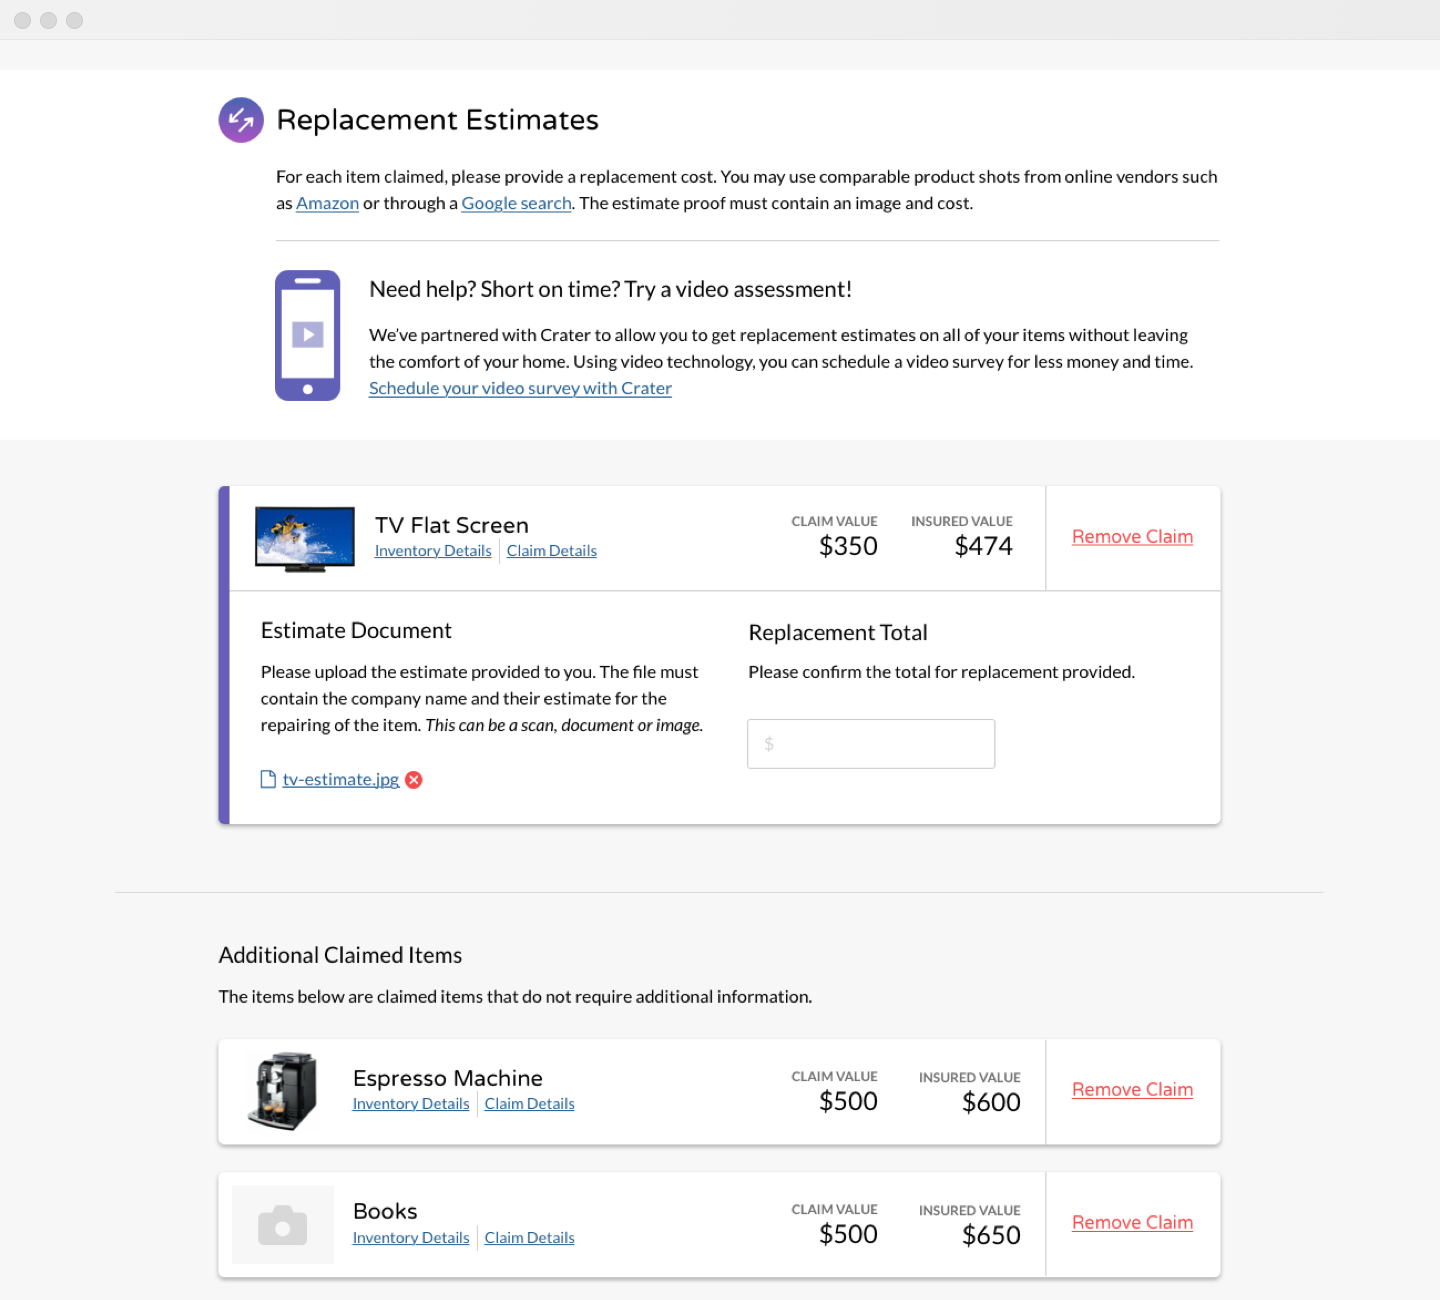 Replacement Estimates
For each item claimed, please provide a replacement cost. You may use comparable product shots from online vendors such
as Amazon or through a Google search. The estimate proof must contain an image and cost.
Need help? Short on time? Try a video assessment!
We've partnered with Crater to allow you to get replacement estimates on all of your items without leaving
the comfort of your home. Using video technology, you can schedule a video survey for less money and time.
Schedule your video survey with Crater
TV Flat Screen
Inventory Details Claim Details
CLAIM VALUE
$350
INSURED VALUE
$474
Remove Claim
Estimate Document
Please upload the estimate provided to you. The file must
contain the company name and their estimate for the
repairing of the item. This can be a scan, document or image.
tv-estimate.jpg
Replacement Total
Please confirm the total for replacement provided.
$
Additional Claimed Items
The items below are claimed items that do not require additional information.
Espresso Machine
Inventory Details Claim Details
CLAIM VALUE
$500
INSURED VALUE
$600
Remove Claim
Books
Inventory Details Claim Details
CLAIM VALUE
$500
INSURED VALUE
$650
Remove Claim